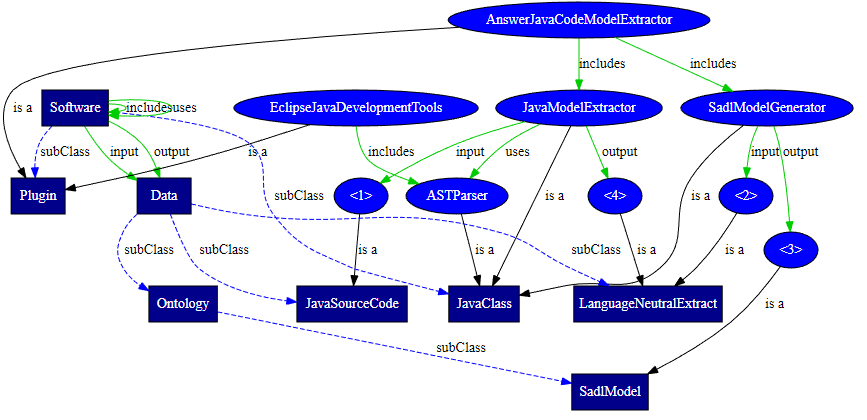 AnswerJavaCodeModelExtractor
is a
includes
includes
Software
includes
uses
EclipseJavaDevelopmentTools
JavaModelExtractor
SadlModelGenerator
subClass
input
output
is a
includes
input
uses
output
input
output
Plugin
Data
<1>
ASTParser
<4>
<2>
subClass
is a
subClass
subClass
is a
is a
subClass
is a
is a
<3>
Ontology
JavaSourceCode
JavaClass
LanguageNeutralExtract
is a
subClass
SadlModel